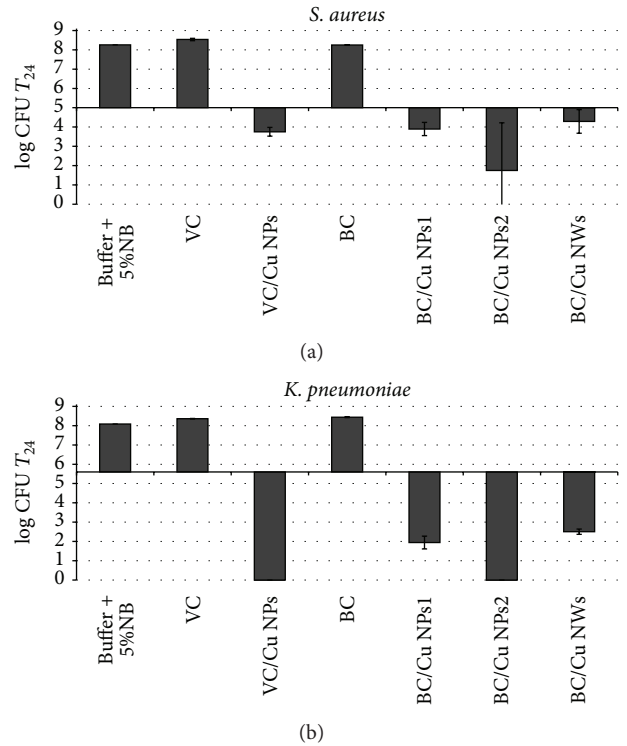 S. aureus
9
8
7
6
5
4
3
2
1
0
log CFU T24
Buffer +
5%NB
VC
VC/Cu NPs
BC
BC/Cu NPs1
BC/Cu NPs2
BC/Cu NWs
(a)
K. pneumoniae
9
8
7
6
5
4
3
2
1
0
log CFU T24
Buffer +
5%NB
VC
VC/Cu NPs
BC
BC/Cu NPs1
BC/Cu NPs2
BC/Cu NWs
(b)